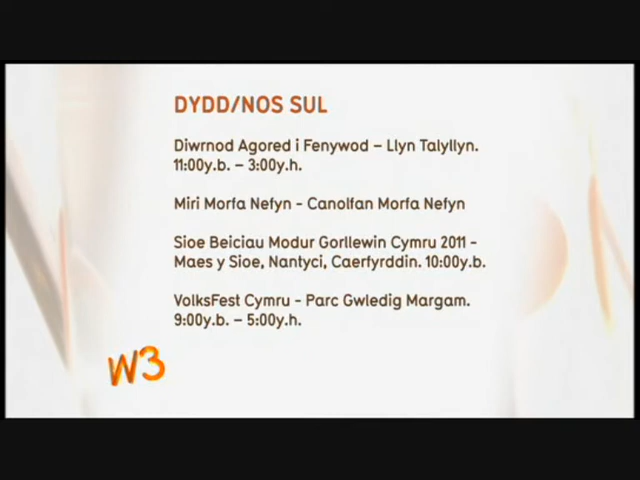 DYDD/NOS SUL
Diwrnod Agored i Fenywod – Llyn Talyllyn.
11:00y.b. – 3:00y.h.
Miri Morfa Nefyn - Canolfan Morfa Nefyn
Sioe Beiciau Modur Gorllewin Cymru 2011 -
Maes y Sioe, Nantyci, Caerfyrddin. 10:00y.b.
VolksFest Cymru - Parc Gwledig Margam.
9:00y.b. – 5:00y.h.
W3